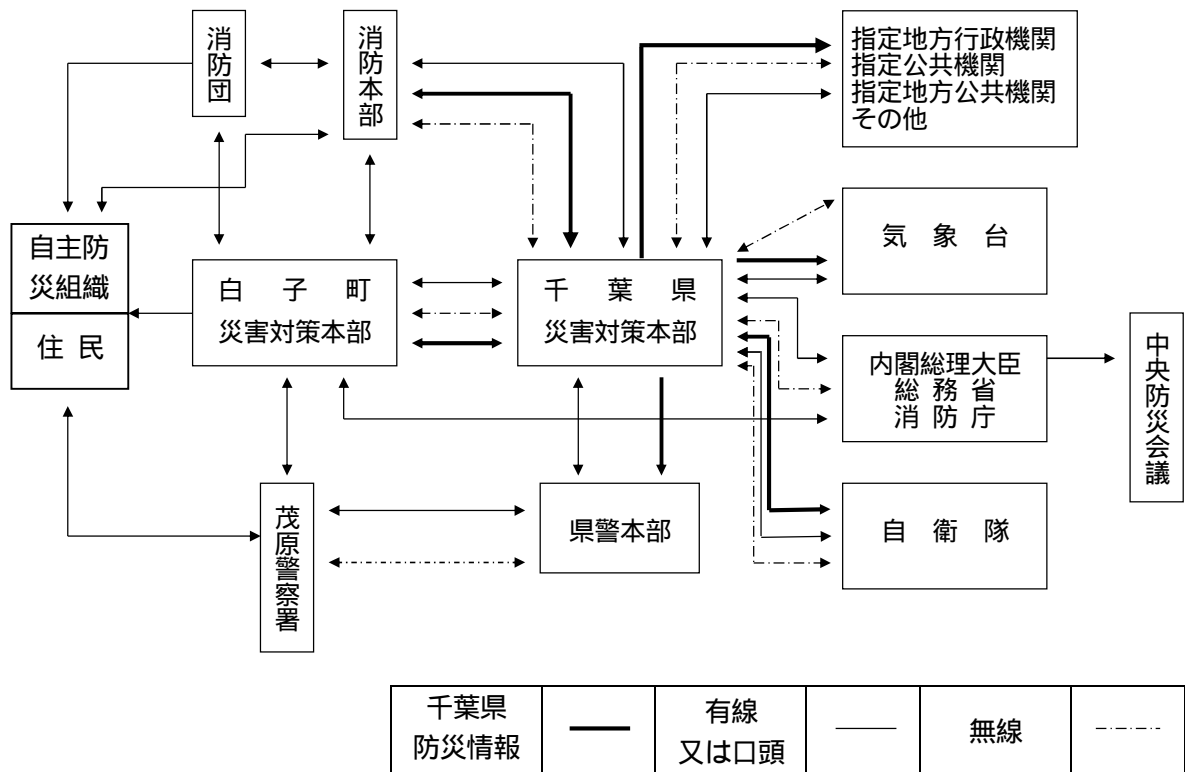 消防団
消防本部
指定地方行政機関
指定公共機関
指定地方公共機関
その他
自主防
災組織
住民
白子町
災害対策本部
千葉県
災害対策本部
気象台
内閣総理大臣
総務省
消防庁
中央防災会議
茂原警察署
県警本部
自衛隊
千葉県
防災情報
有線
又は口頭
無線